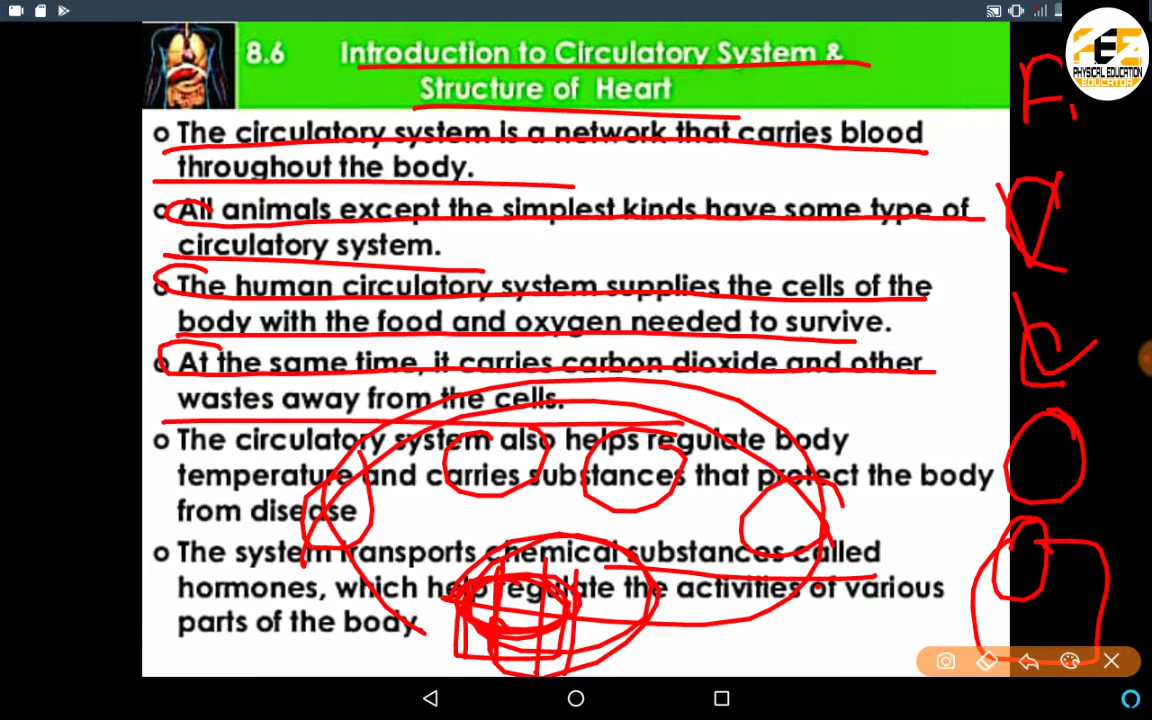 8.6 Introduction to Circulatory System &
Structure of Heart
o The circulatory system is a network that carries blood
throughout the body.
o All animals except the simplest kinds have some type of
circulatory system.
o The human circulatory system supplies the cells of the
body with the food and oxygen needed to survive.
o At the same time, it carries carbon dioxide and other
wastes away from the cells.
o The circulatory system also helps regulate body
temperature and carries substances that protect the body
from disease
o The system transports chemical substances called
hormones, which help regulate the activities of various
parts of the body.
PEZ
PHYSICAL EDUCATION
EDUCATOR